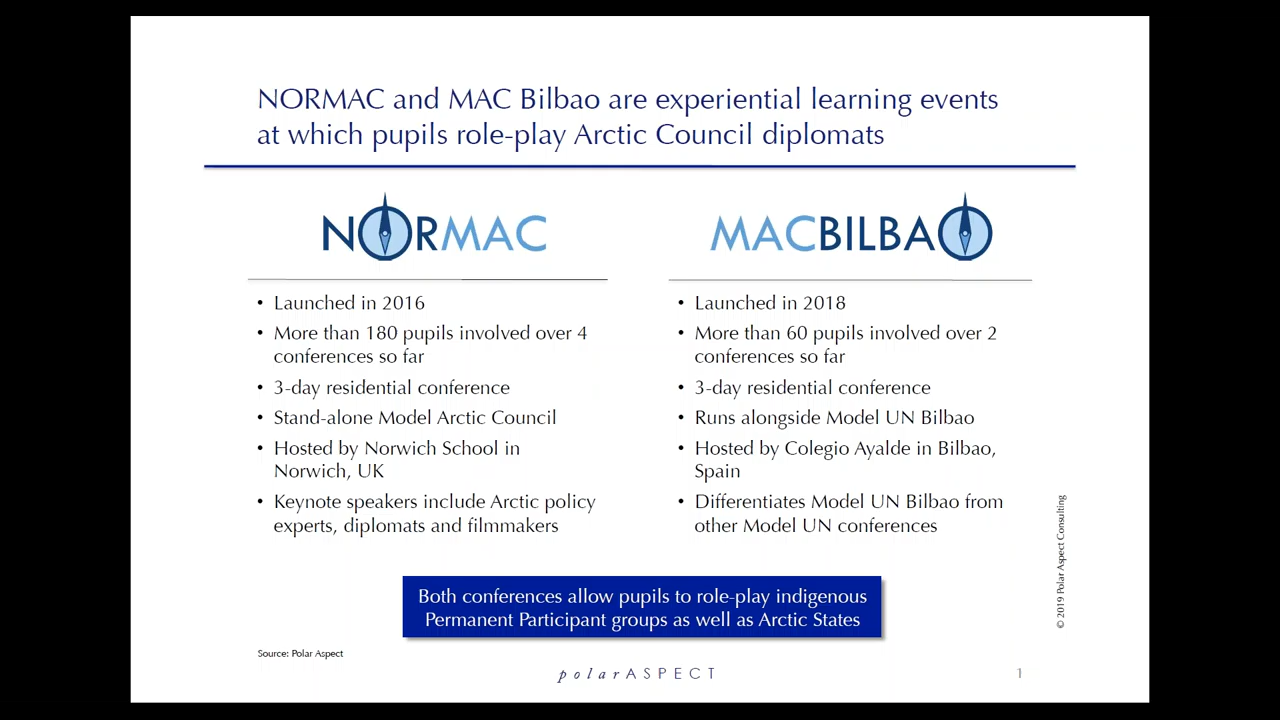 NORMAC and MAC Bilbao are experiential learning events
at which pupils role-play Arctic Council diplomats
NORMAC
• Launched in 2016
• More than 180 pupils involved over 4
conferences so far
• 3-day residential conference
• Stand-alone Model Arctic Council
• Hosted by Norwich School in
Norwich, UK
• Keynote speakers include Arctic policy
experts, diplomats and filmmakers
MACBILBAO
• Launched in 2018
• More than 60 pupils involved over 2
conferences so far
• 3-day residential conference
• Runs alongside Model UN Bilbao
• Hosted by Colegio Ayalde in Bilbao,
Spain
• Differentiates Model UN Bilbao from
other Model UN conferences
Both conferences allow pupils to role-play indigenous
Permanent Participant groups as well as Arctic States
© 2019 Polar Aspect Consulting
Source: Polar Aspect
polarASPECT
1